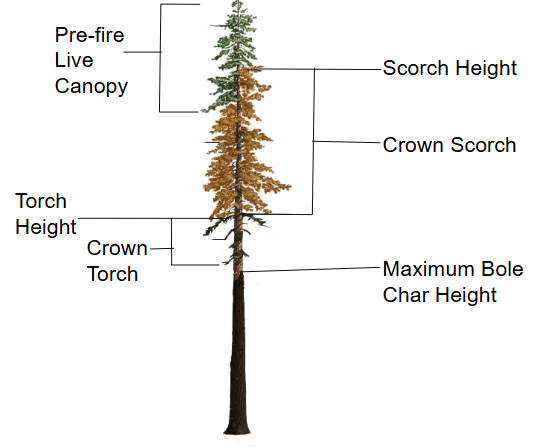 Pre-fire
Live
Canopy
Scorch Height
Crown Scorch
Torch
Height
Crown
Torch
Maximum Bole
Char Height